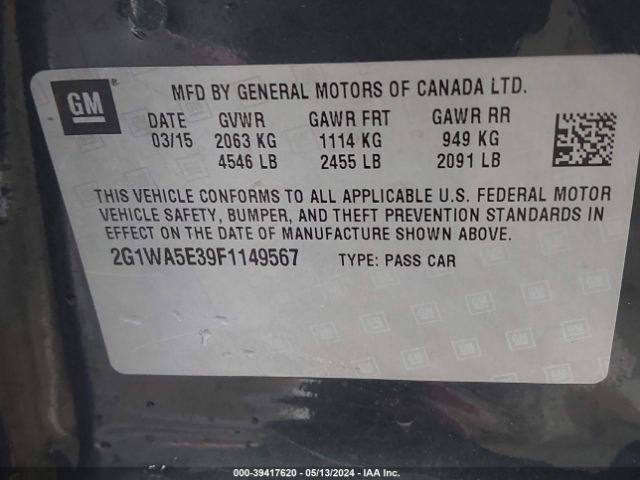 GM
MFD BY GENERAL MOTORS OF CANADA LTD.
DATE GVWR GAWR FRT GAWR RR
03/15 2063 KG 1114 KG 949 KG
4546 LB 2455 LB 2091 LB
THIS VEHICLE CONFORMS TO ALL APPLICABLE U.S. FEDERAL MOTOR
VEHICLE SAFETY, BUMPER, AND THEFT PREVENTION STANDARDS IN
EFFECT ON THE DATE OF MANUFACTURE SHOWN ABOVE.
2G1WA5E39F1149567 TYPE: PASS CAR
000-39417620 - 05/13/2024 - IAA Inc.